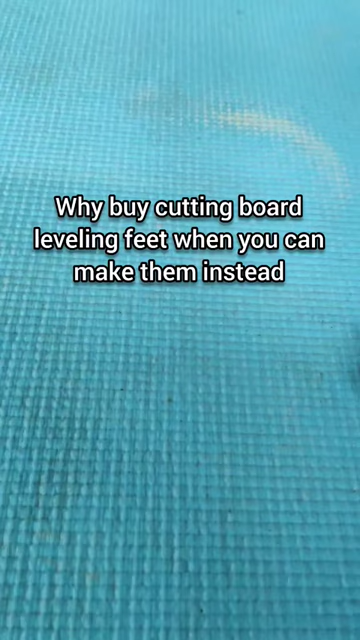 Why buy cutting board
leveling feet when you can
make them instead